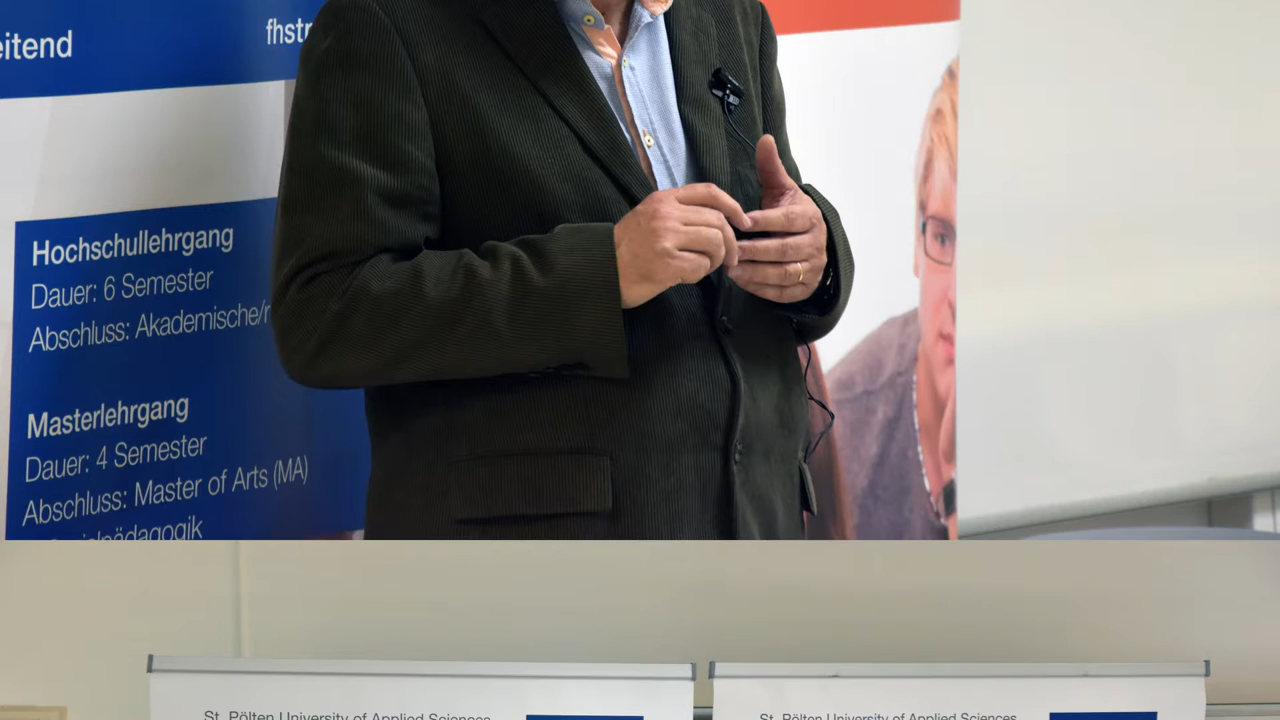 eitend
fhstp
Hochschullehrgang
Dauer: 6 Semester
Abschluss: Akademische/r
Masterlehrgang
Dauer: 4 Semester
Abschluss: Master of Arts (MA)
St. Pölten University of Applied Sciences
St. Pölten University of Applied Sciences